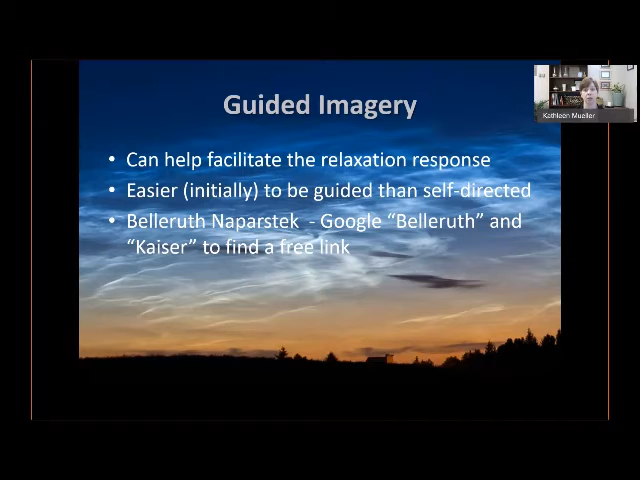 Guided Imagery
• Can help facilitate the relaxation response
• Easier (initially) to be guided than self-directed
• Belleruth Naparstek  - Google “Belleruth” and
“Kaiser” to find a free link
Kathleen Mueller